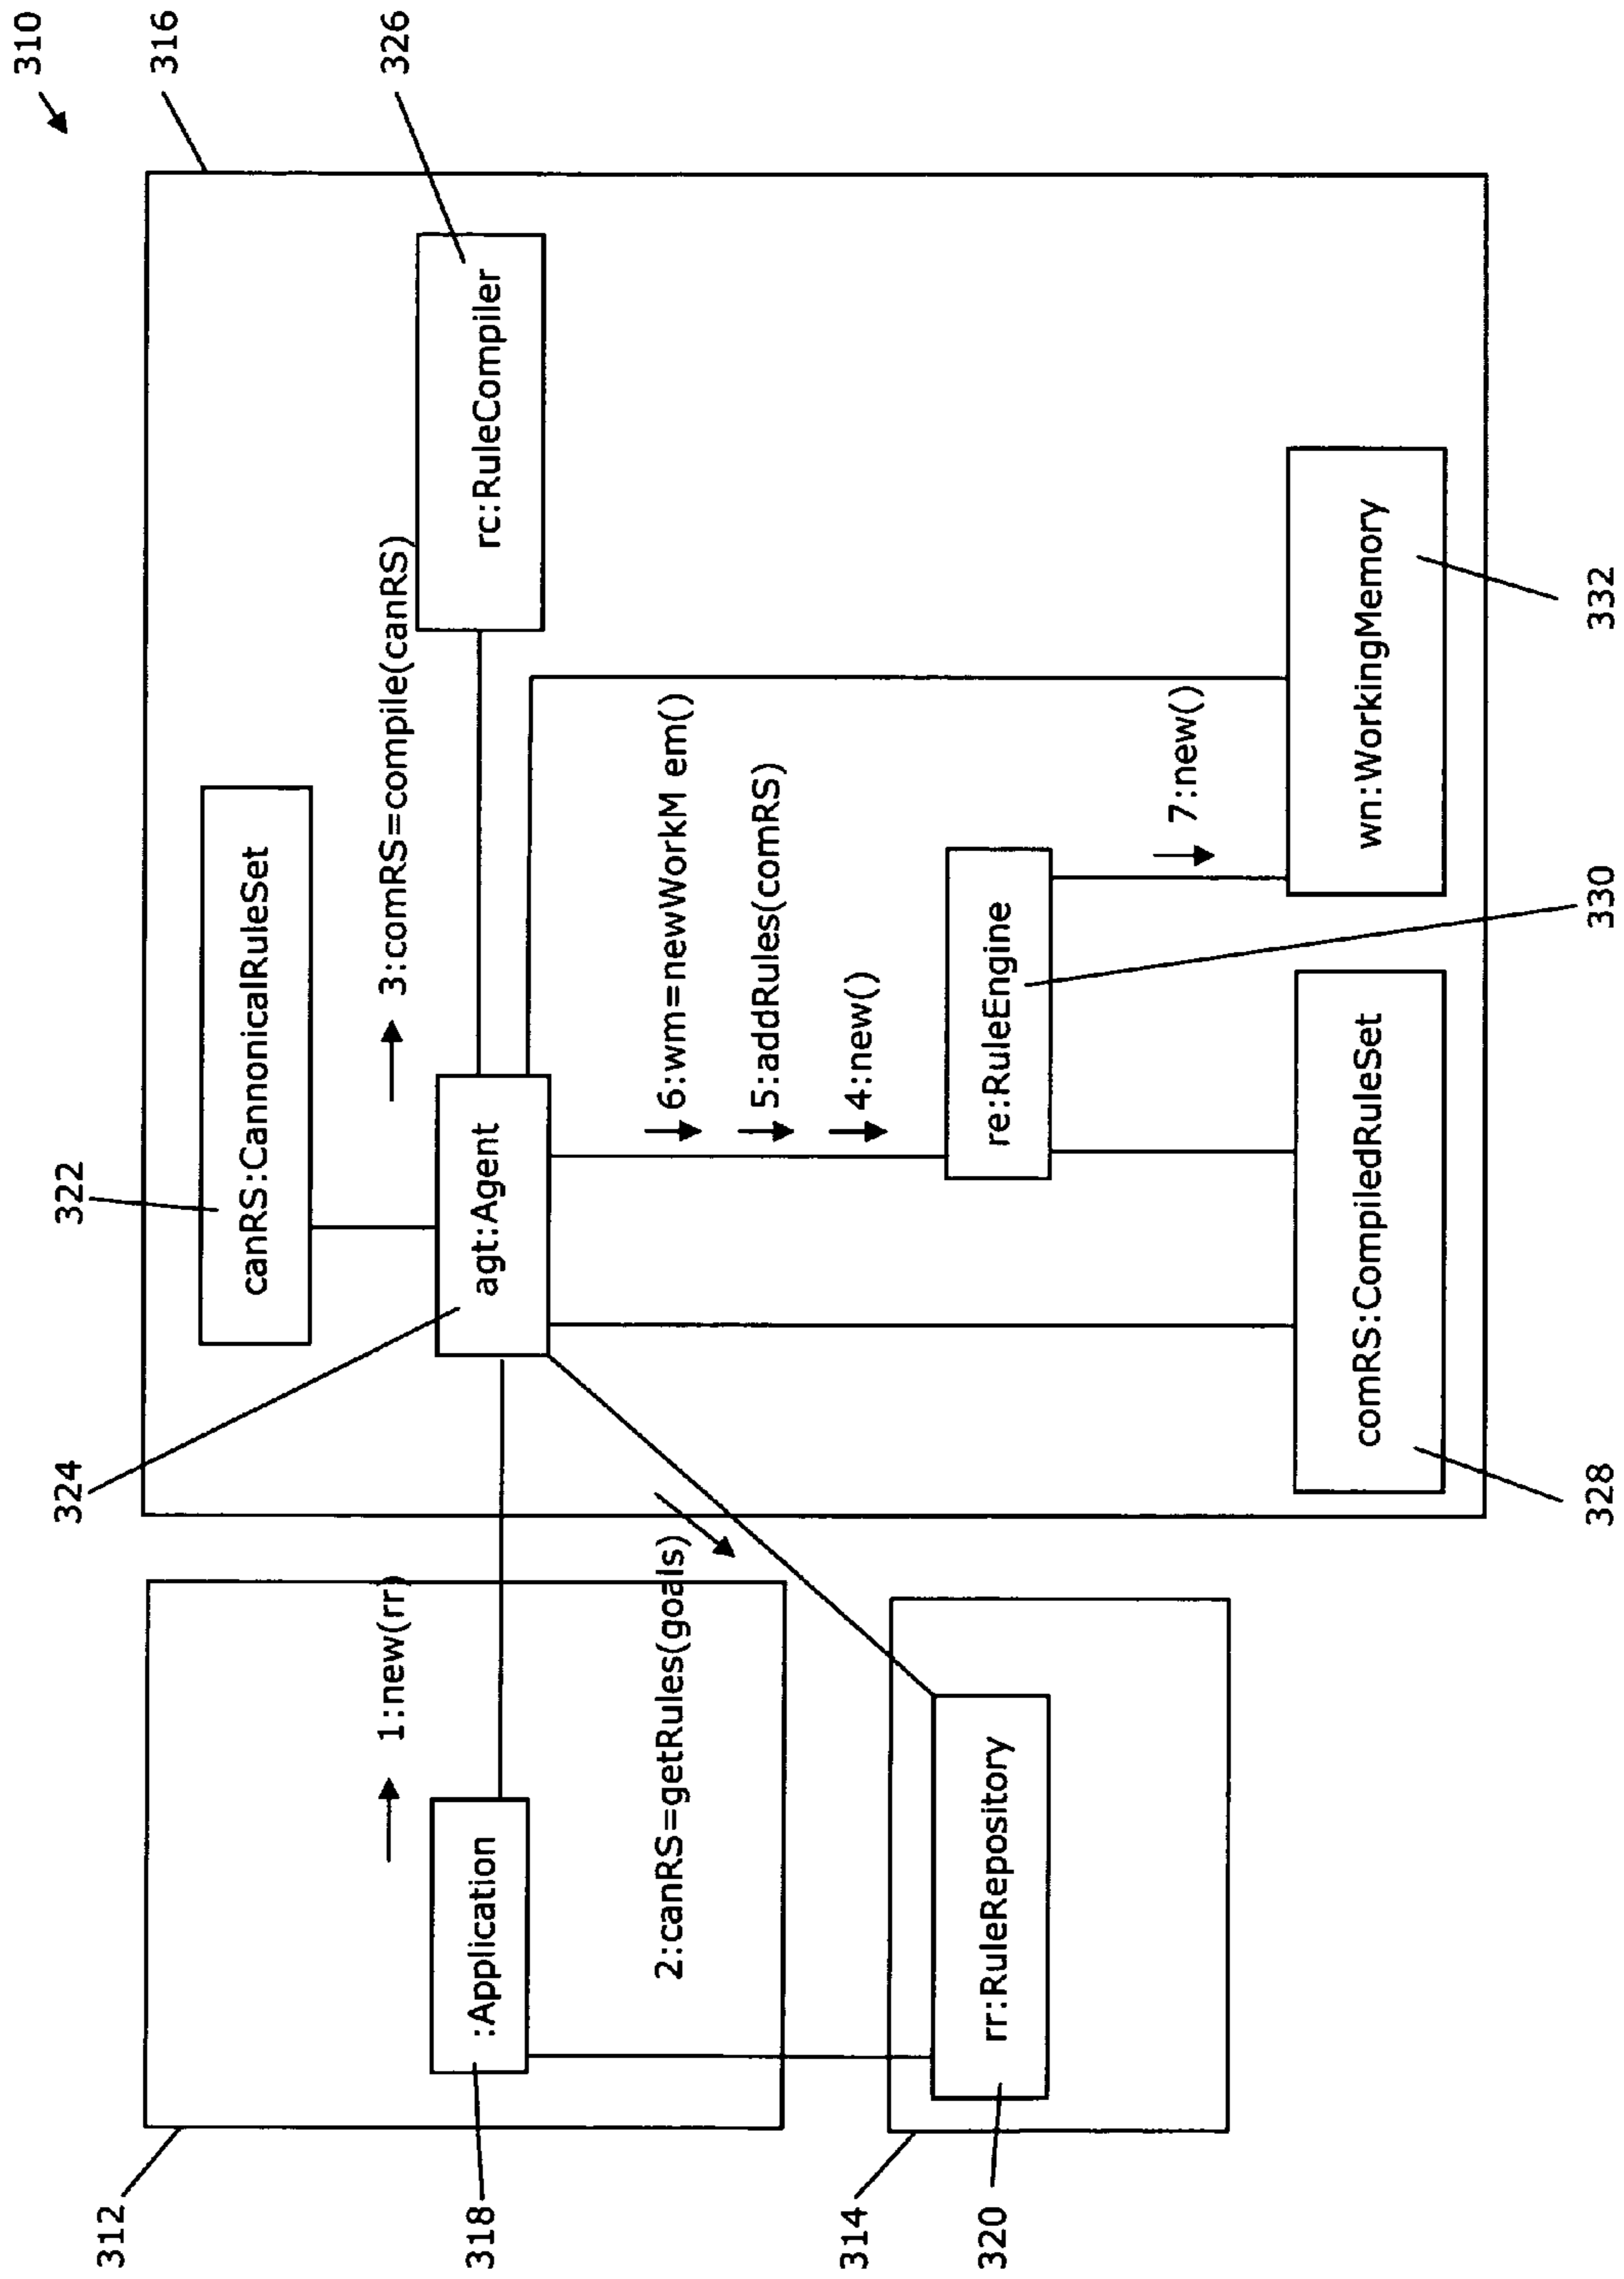 310
316
326
322
canRS:CannonicalRuleSet
3:comRS=compile(canRS)
rc:RuleCompiler
324
agt:Agent
6:wm=newWorkM em()
5:addRules(comRS)
4:new()
re:RuleEngine
7:new()
wn:WorkingMemory
332
330
comRS:CompiledRuleSet
328
312
1:new(rr)
:Application
318
2:canRS=getRules(goals)
314
rr:RuleRepository
320